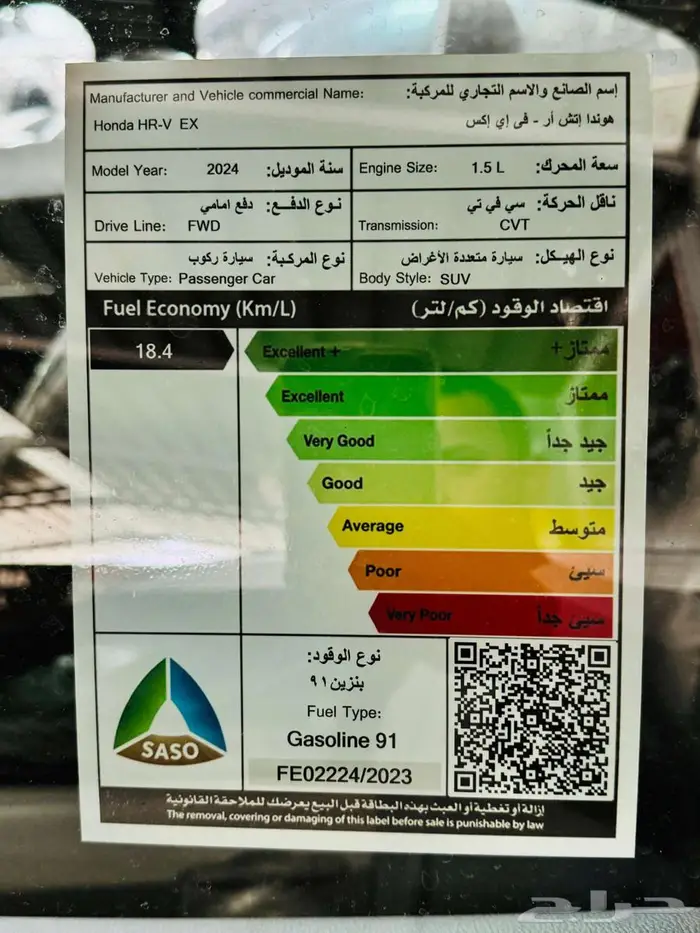 Manufacturer and Vehicle commercial Name: إسم الصانع والاسم التجاري للمركبة:
Honda HR-V EX هوندا إتش أر - في إي إكس
Model Year: 2024 سنة الموديل: Engine Size: 1.5 L سعة المحرك:
نوع الدفـع: دفع امامي ناقل الحركة: سي في تي
Drive Line: FWD Transmission: CVT
نوع المركبة: سيارة ركوب نوع الهيـكل: سيارة متعددة الأغراض
Vehicle Type: Passenger Car Body Style: SUV
Fuel Economy (Km/L) اقتصاد الوقود (كم/لتر)
18.4 Excellent + ممتاز+
Excellent ممتاز
Very Good جيد جداً
Good جيد
Average متوسط
Poor سيئ
Very Poor سيئ جداً
نوع الوقود:
بنزين٩١
Fuel Type:
Gasoline 91
SASO
FE02224/2023
إزالة أو تغطية أو العبث بهذه البطاقة قبل البيع يعرضك للملاحقة القانونية
The removal, covering or damaging of this label before sale is punishable by law
حراج